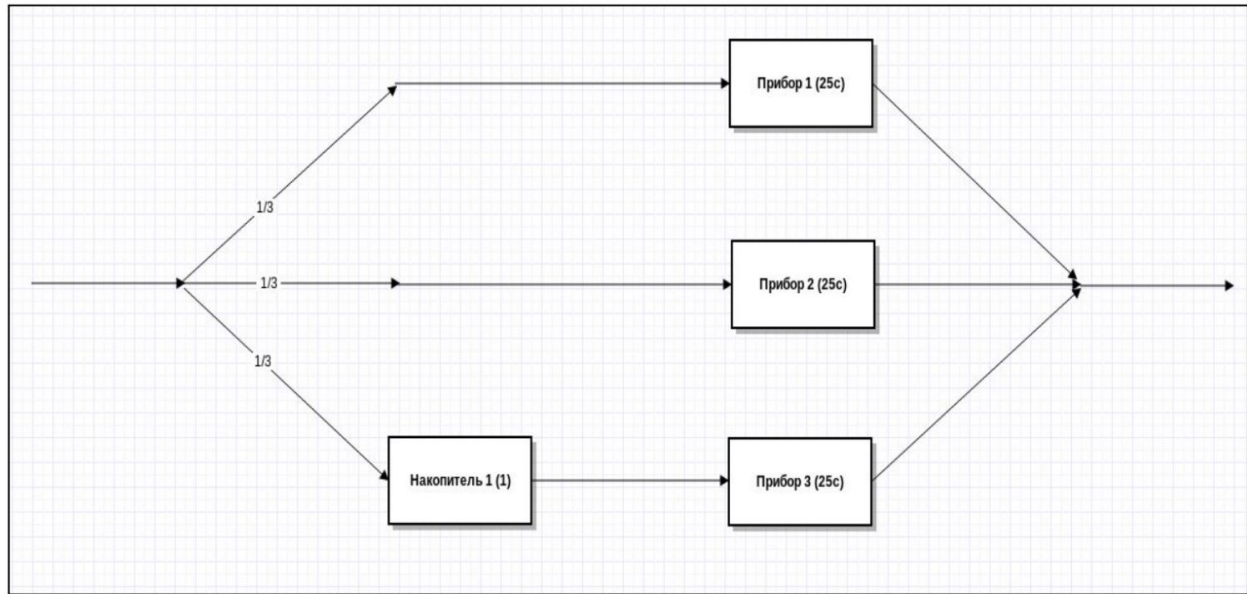 Прибор 1 (25с)
1/3
1/3
Прибор 2 (25с)
1/3
Накопитель 1 (1)
Прибор 3 (25с)